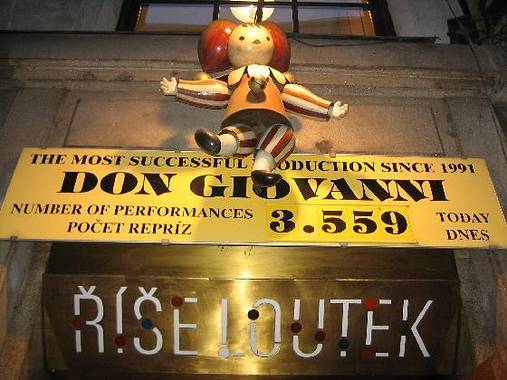 THE MOST SUCCESSFUL PRODUCTION SINCE 1991
DON GIOVANNI
NUMBER OF PERFORMANCES
POČET REPRÍZ
3.559
TODAY
DNES
ŘÍŠE LOUTEK